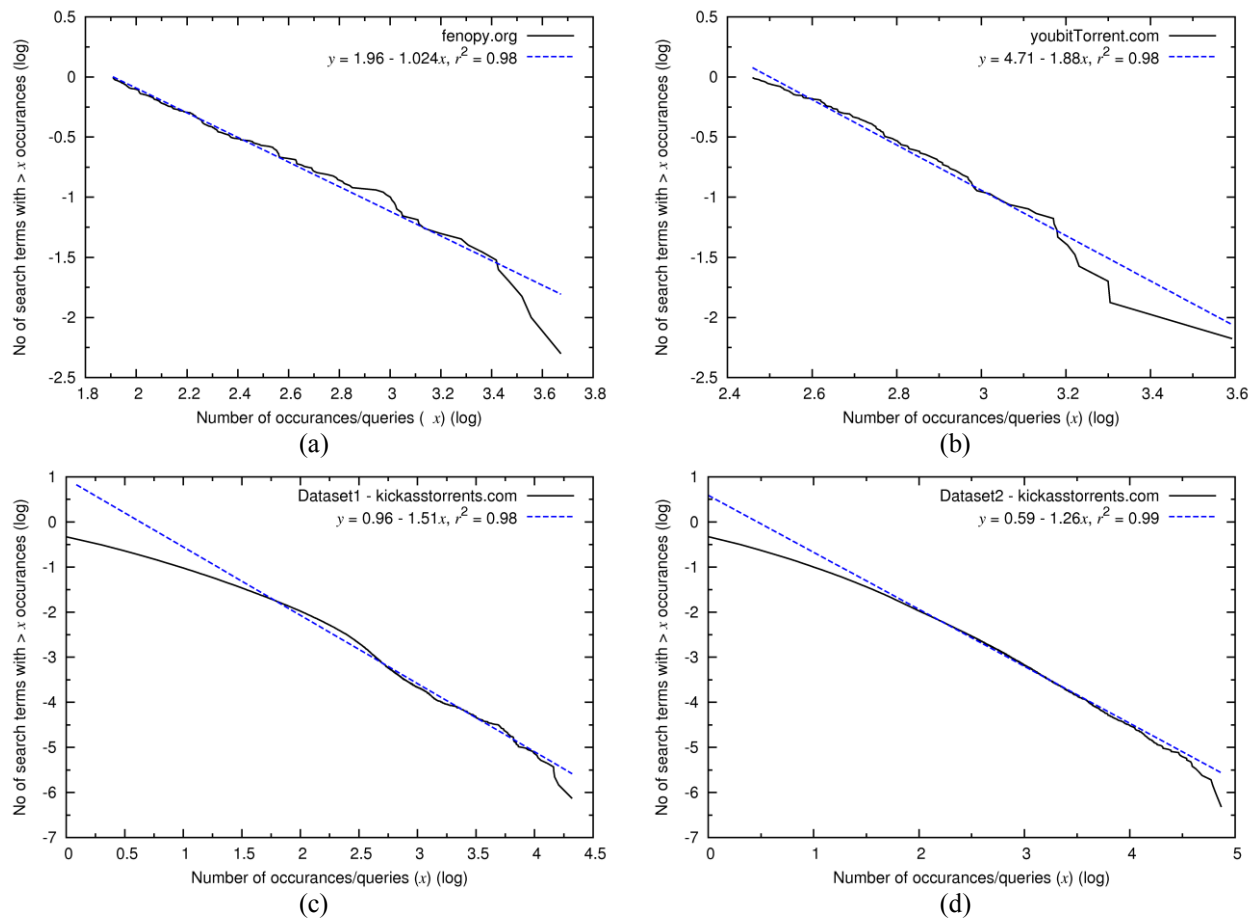 No of search terms with > x occurances (log)
0.5
0
-0.5
-1
-1.5
-2
-2.5
fenopy.org
y = 1.96 - 1.024x, r² = 0.98
1.8 2 2.2 2.4 2.6 2.8 3 3.2 3.4 3.6 3.8
Number of occurances/queries ( x) (log)
(a)
No of search terms with > x occurances (log)
0.5
0
-0.5
-1
-1.5
-2
-2.5
youbitTorrent.com
y = 4.71 - 1.88x, r² = 0.98
2.4 2.6 2.8 3 3.2 3.4 3.6
Number of occurances/queries (x) (log)
(b)
No of search terms with > x occurances (log)
1
0
-1
-2
-3
-4
-5
-6
-7
Dataset1 - kickasstorrents.com
y = 0.96 - 1.51x, r² = 0.98
0 0.5 1 1.5 2 2.5 3 3.5 4 4.5
Number of occurances/queries (x) (log)
(c)
No of search terms with > x occurances (log)
1
0
-1
-2
-3
-4
-5
-6
-7
Dataset2 - kickasstorrents.com
y = 0.59 - 1.26x, r² = 0.99
0 1 2 3 4 5
Number of occurances/queries (x) (log)
(d)